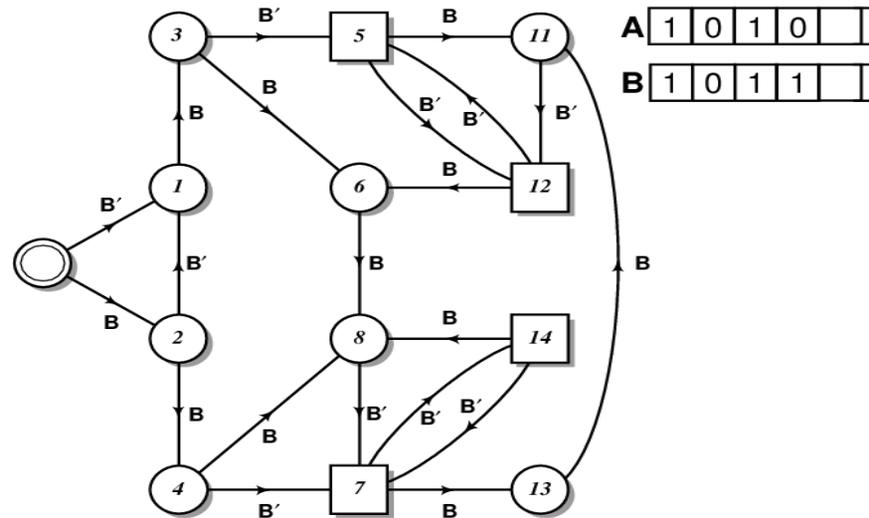 3 B′ 5 B 11 A 1 0 1 0
B 1 0 1 1
B B′ B′ B′
B
B′ 1 6 B 12
B′ B
B
2 8 B 14
B B B′ B′ B′
4 B′ 7 B 13